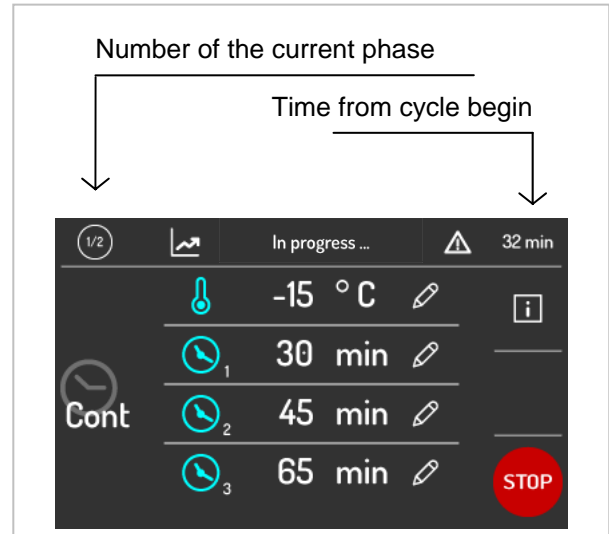 Number of the current phase
Time from cycle begin
1/2 In progress ... 32 min
-15 °C
i
1 30 min
Cont
2 45 min
3 65 min
STOP